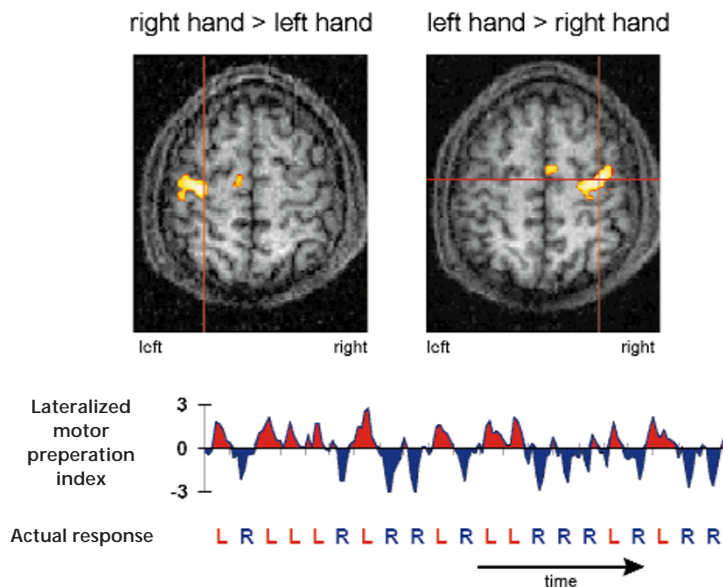 right hand > left hand
left hand > right hand
left right
left right
Lateralized
motor
preperation
index
3
0
-3
Actual response L R L L L R L R R L R L L R R R L R L R R
time